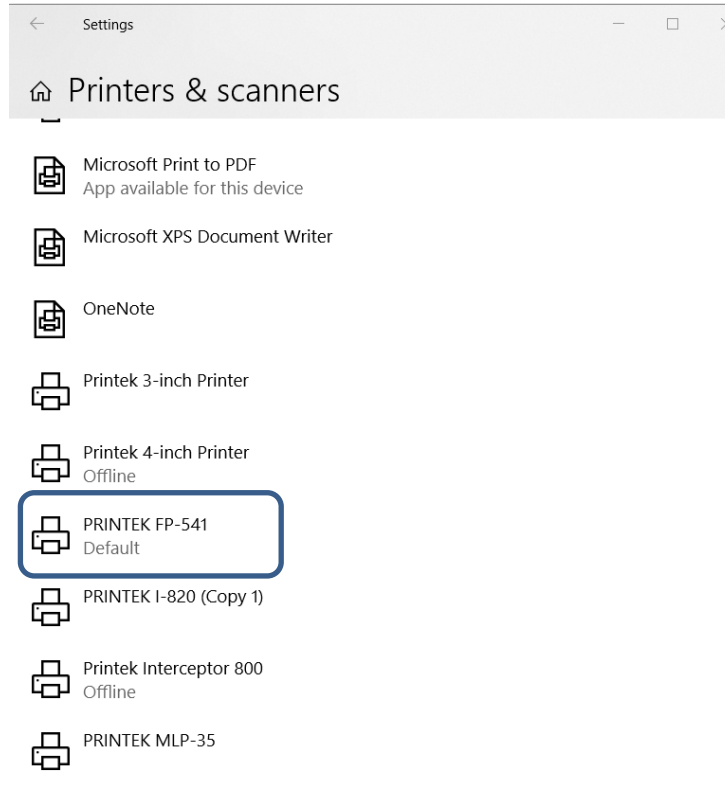 Settings
Printers & scanners
Microsoft Print to PDF
App available for this device
Microsoft XPS Document Writer
OneNote
Printek 3-inch Printer
Printek 4-inch Printer
Offline
PRINTEK FP-541
Default
PRINTEK I-820 (Copy 1)
Printek Interceptor 800
Offline
PRINTEK MLP-35